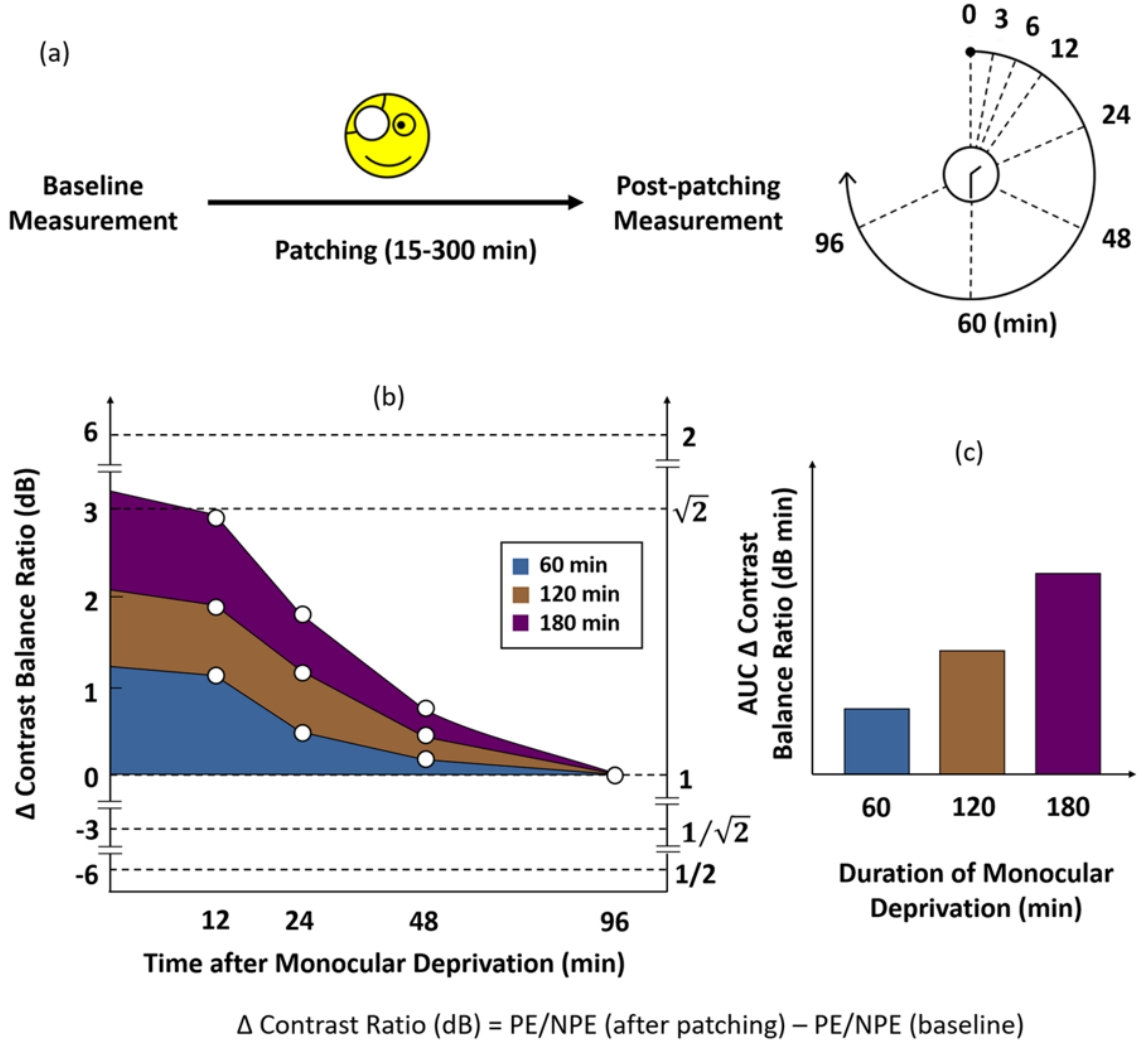 (a)
Baseline
Measurement
Patching (15-300 min)
Post-patching
Measurement
0
3
6
12
24
48
60 (min)
96
(b)
Δ Contrast Balance Ratio (dB)
6
3
2
1
0
-3
-6
2
√2
1
1/√2
1/2
60 min
120 min
180 min
12 24 48 96
Time after Monocular Deprivation (min)
(c)
AUC Δ Contrast
Balance Ratio (dB min)
60 120 180
Duration of Monocular
Deprivation (min)
Δ Contrast Ratio (dB) = PE/NPE (after patching) – PE/NPE (baseline)